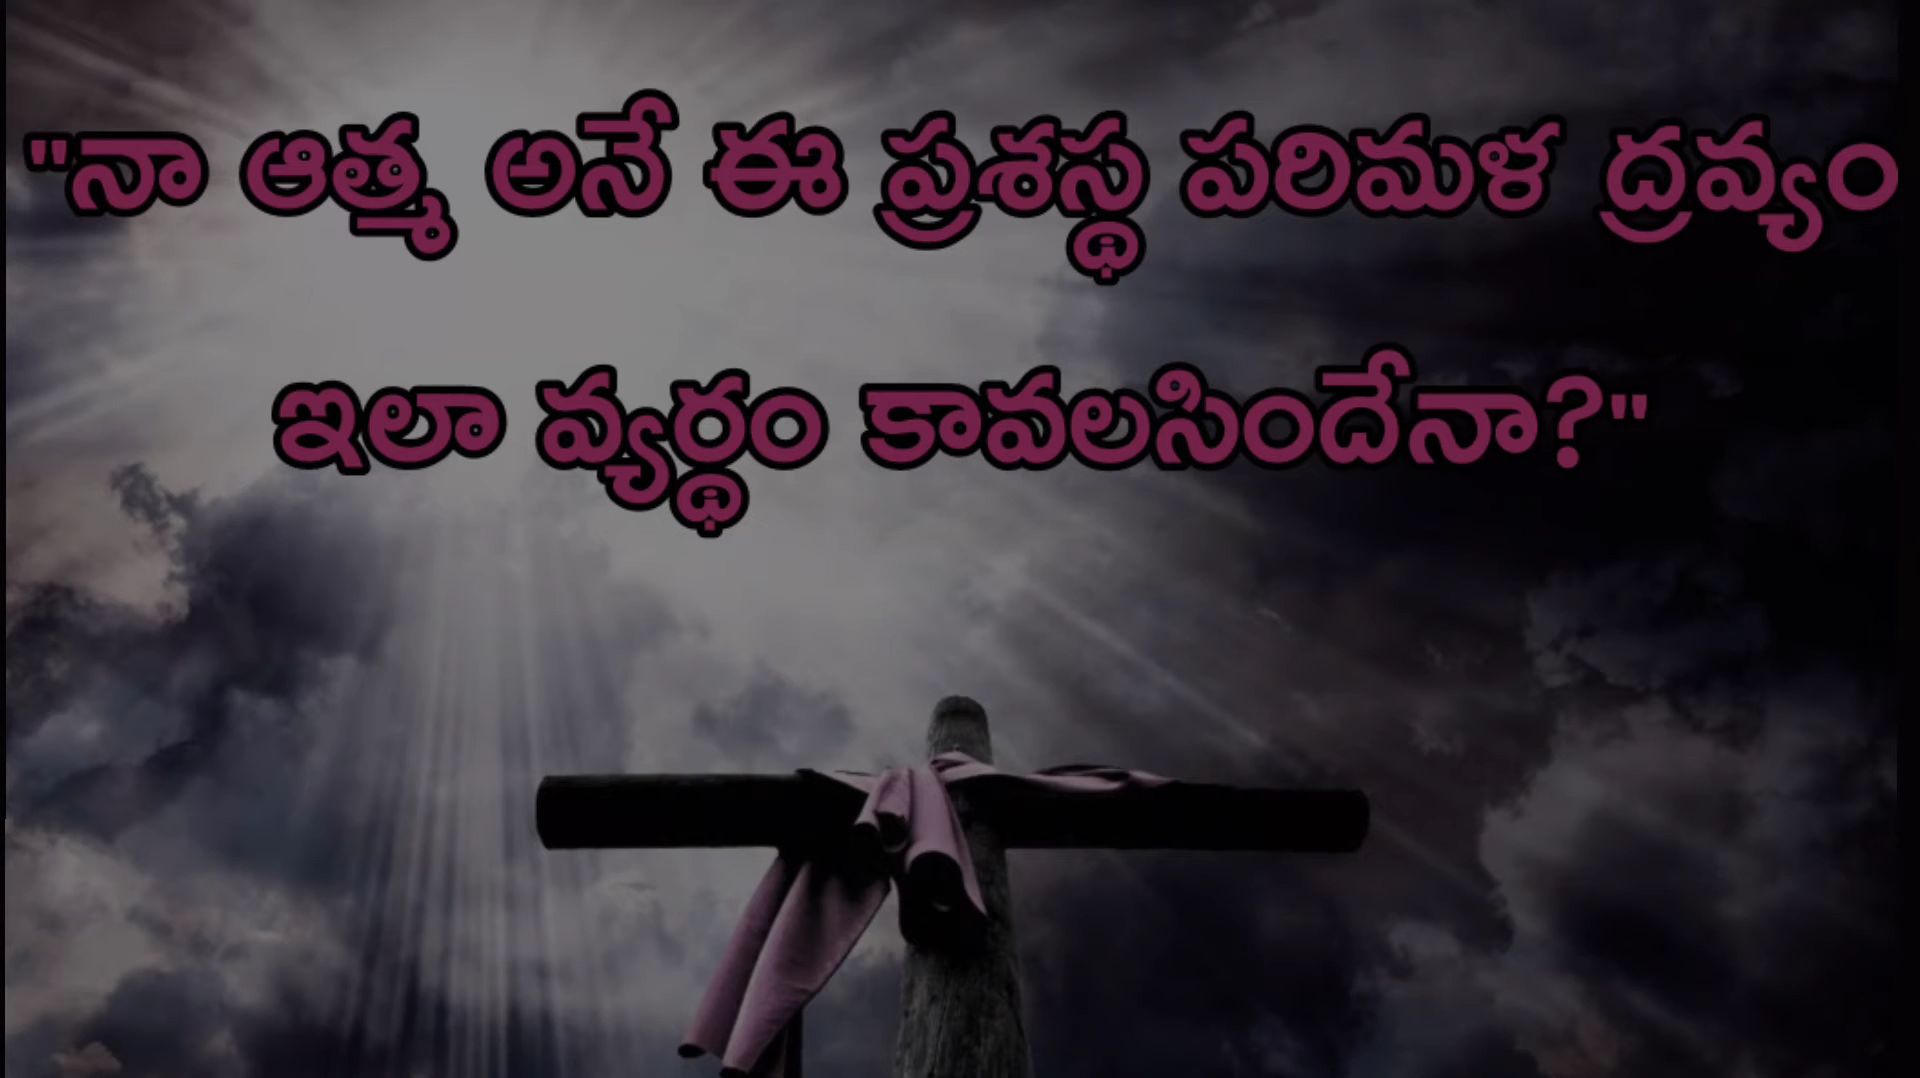 "నా ఆత్మ అనే ఈ ప్రశస్థ పరిమళ ద్రవ్యం
ఇలా వ్యర్థం కావలసిందేనా?"